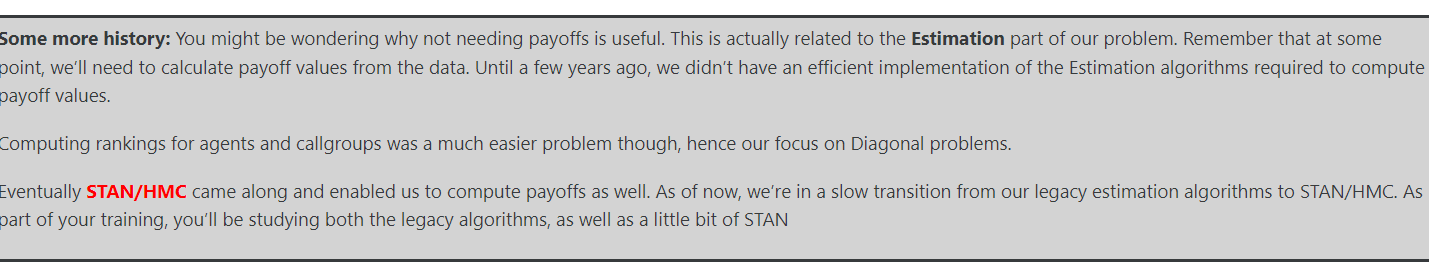 Some more history: You might be wondering why not needing payoffs is useful. This is actually related to the Estimation part of our problem. Remember that at some
point, we'll need to calculate payoff values from the data. Until a few years ago, we didn't have an efficient implementation of the Estimation algorithms required to compute
payoff values.
Computing rankings for agents and callgroups was a much easier problem though, hence our focus on Diagonal problems.
Eventually STAN/HMC came along and enabled us to compute payoffs as well. As of now, we're in a slow transition from our legacy estimation algorithms to STAN/HMC. As
part of your training, you'll be studying both the legacy algorithms, as well as a little bit of STAN